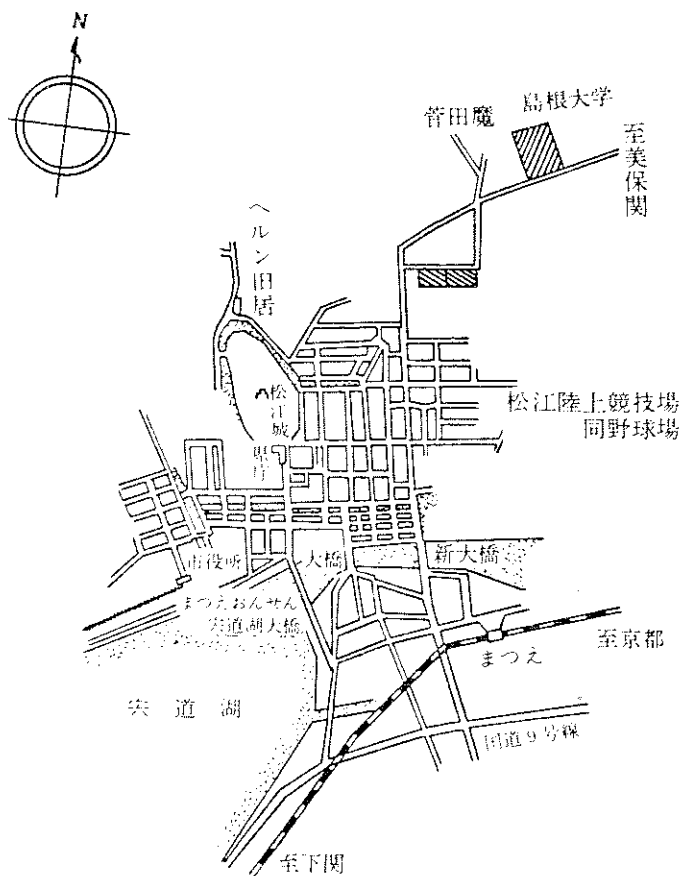 N
菅田魔
島根大学
至美保関
ヘルン旧居
松江城
県庁
松江陸上競技場
同野球場
市役所
大橋
新大橋
まつえおんせん
宍道湖大橋
まつえ
至京都
宍道湖
国道9号線
至下関